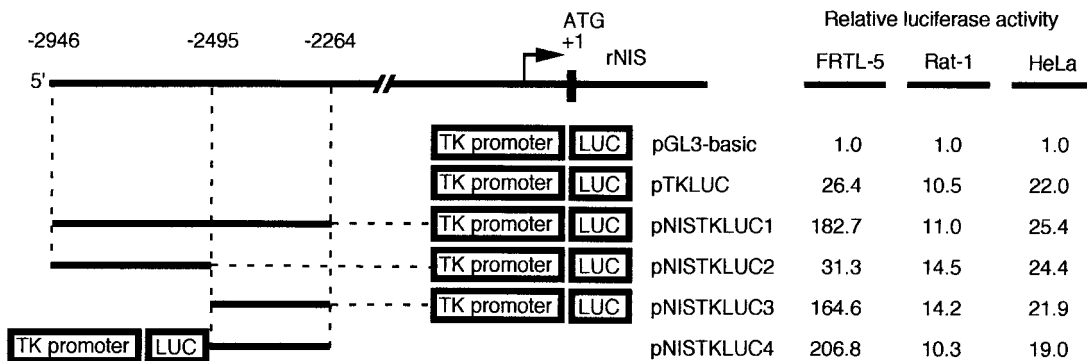 ATG
Relative luciferase activity
-2946 -2495 -2264 +1
rNIS FRTL-5 Rat-1 HeLa
5'
TK promoter LUC pGL3-basic 1.0 1.0 1.0
TK promoter LUC pTKLUC 26.4 10.5 22.0
TK promoter LUC pNISTKLUC1 182.7 11.0 25.4
TK promoter LUC pNISTKLUC2 31.3 14.5 24.4
TK promoter LUC pNISTKLUC3 164.6 14.2 21.9
TK promoter LUC pNISTKLUC4 206.8 10.3 19.0